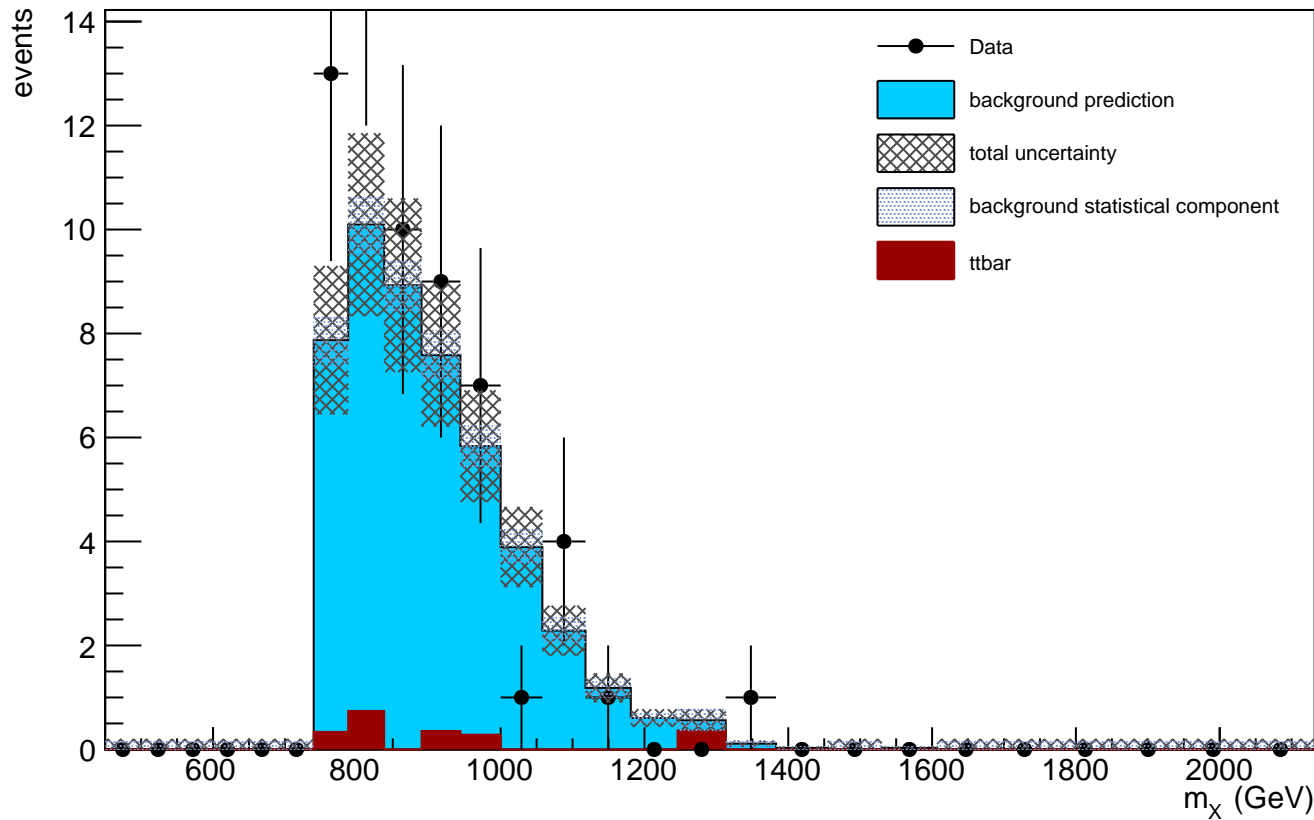 events
14
12
10
8
6
4
2
0
600
800
1000
1200
1400
1600
1800
2000
m_X (GeV)
Data
background prediction
total uncertainty
background statistical component
ttbar